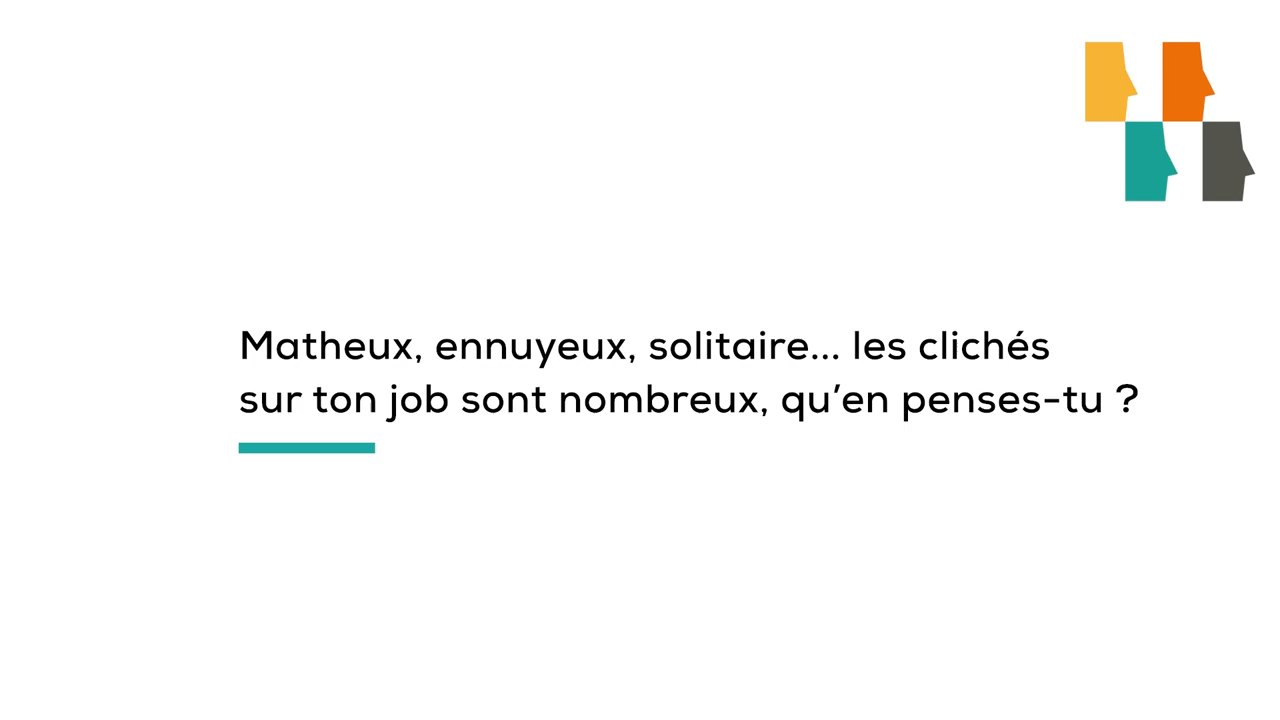 Matheux, ennuyeux, solitaire... les clichés
sur ton job sont nombreux, qu’en penses-tu ?